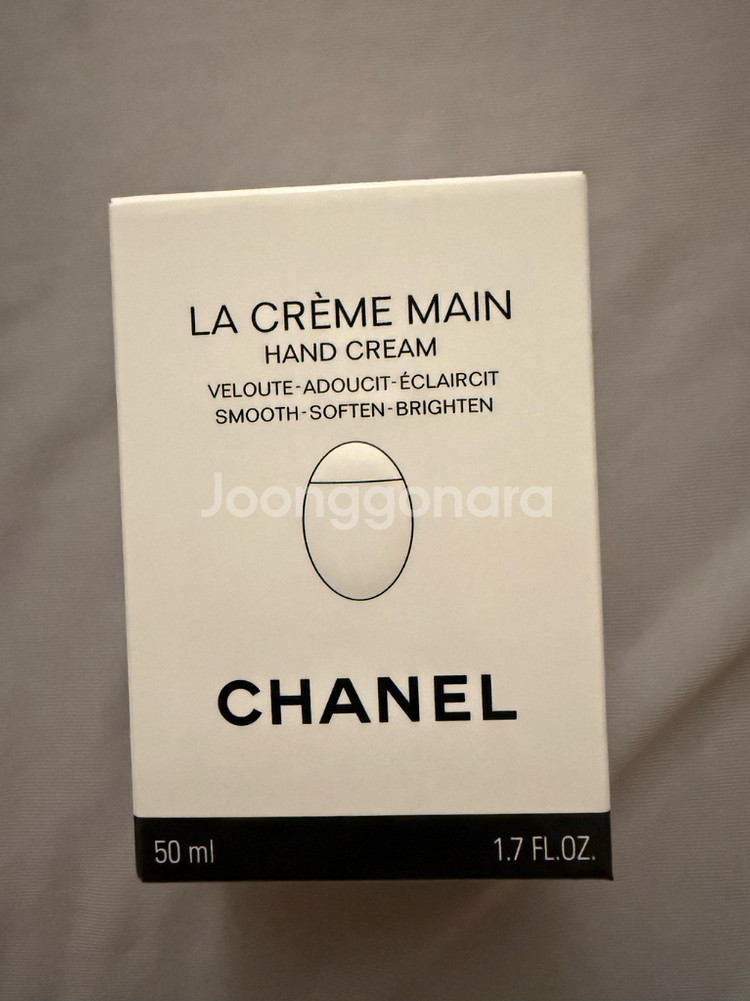 LA CRÈME MAIN
HAND CREAM
VELOUTE-ADOUCIT-ÉCLAIRCIT
SMOOTH-SOFTEN-BRIGHTEN
Joonggonara
CHANEL
50 ml 1.7 FL.OZ.